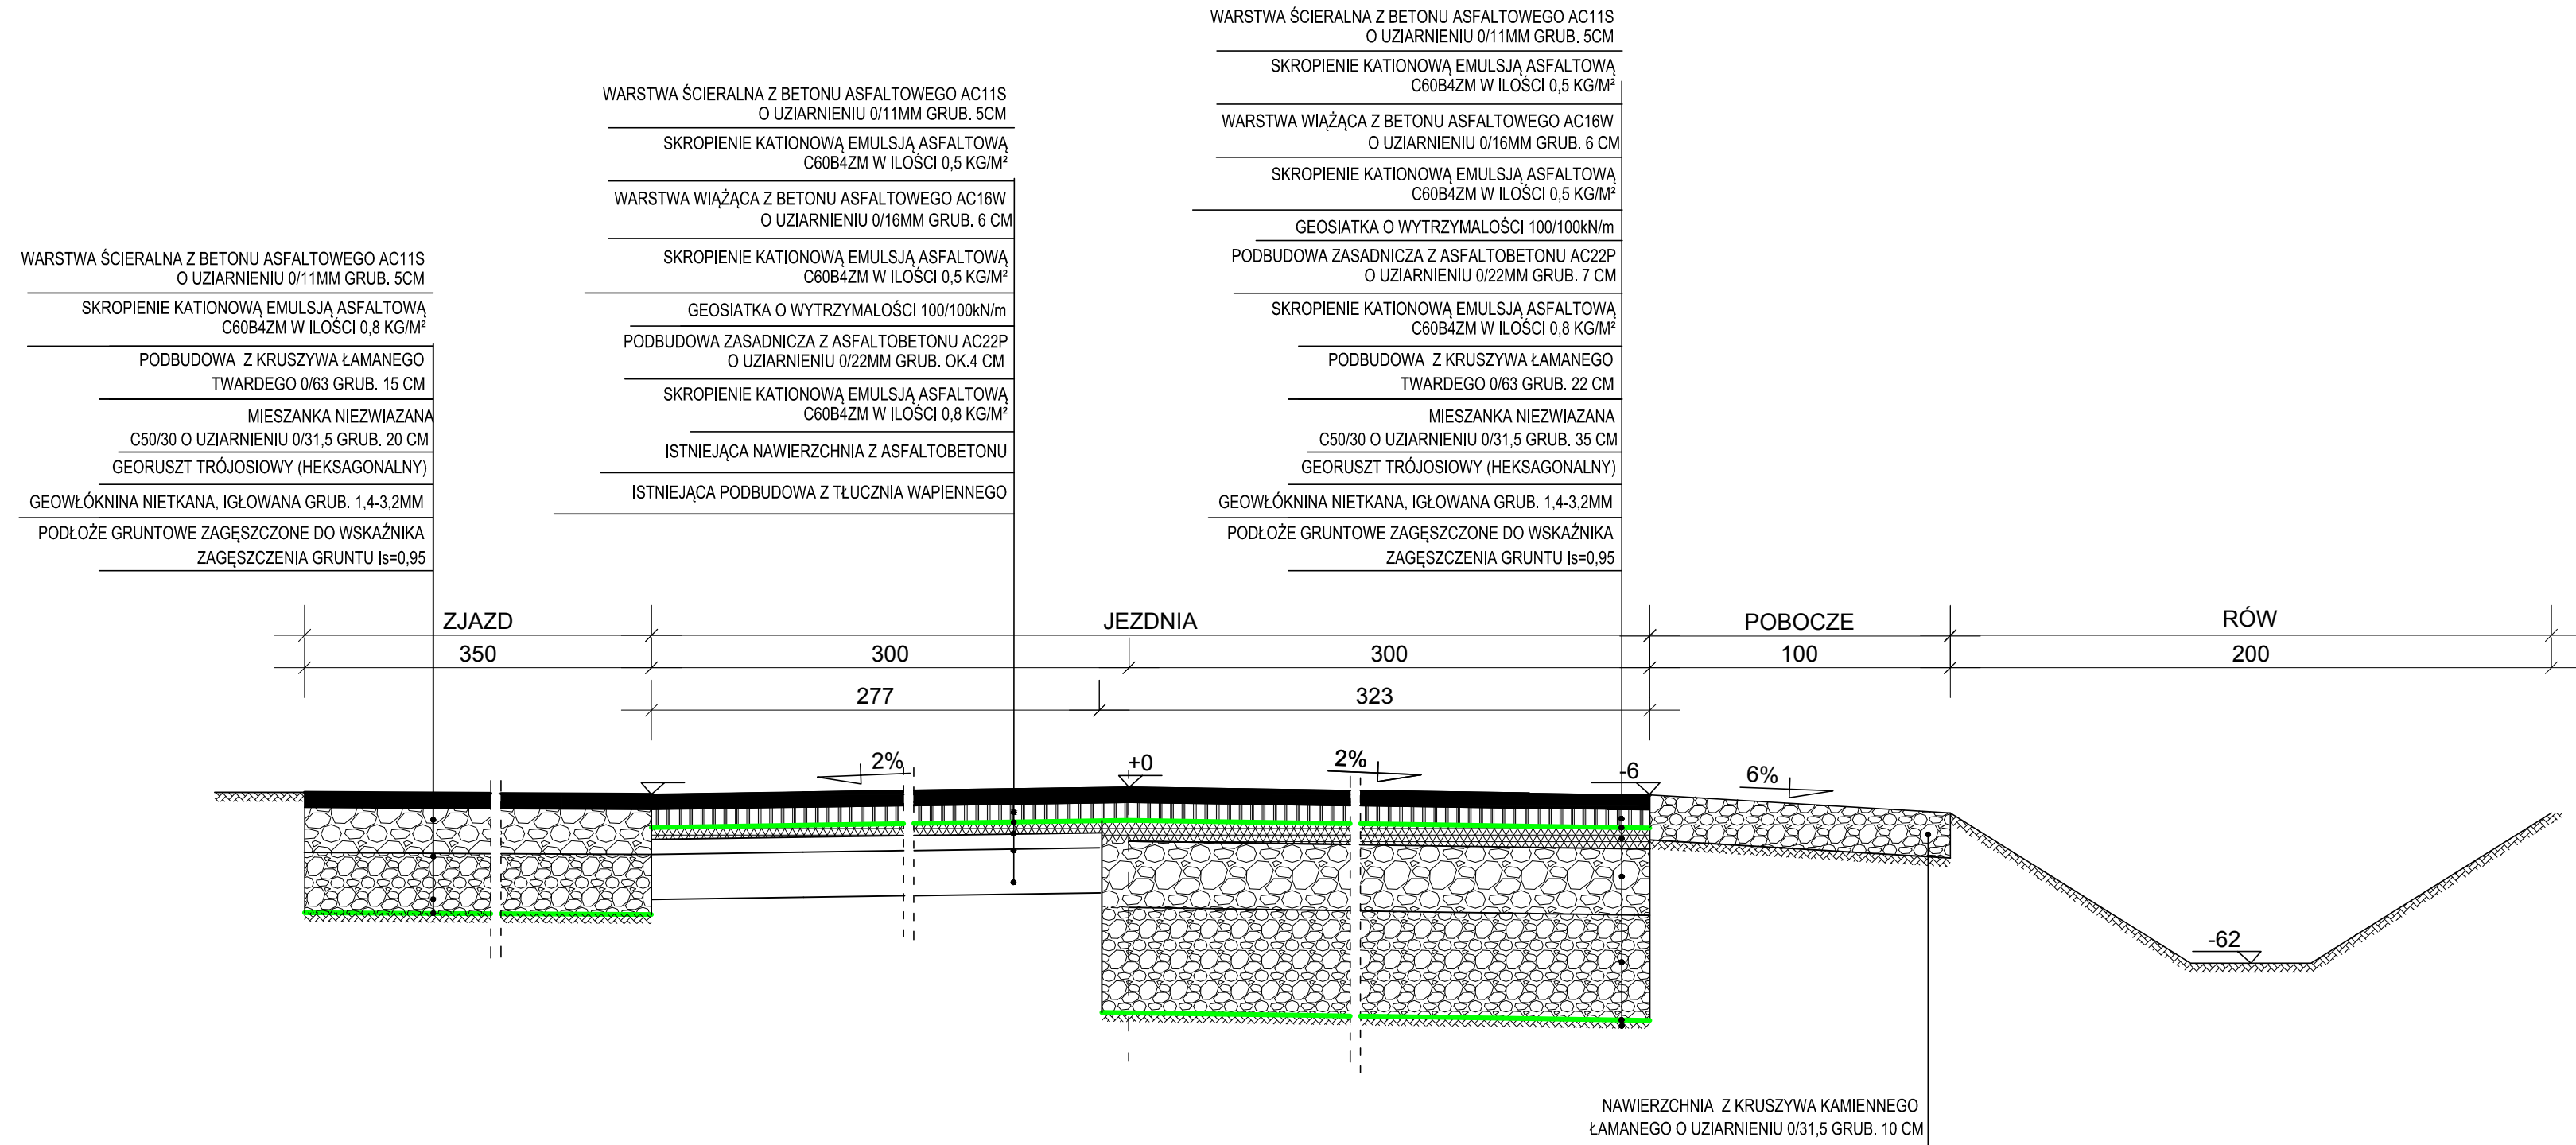 WARSTWA ŚCIERALNA Z BETONU ASFALTOWEGO AC11S
O UZIARNIENIU 0/11MM GRUB. 5CM
SKROPIENIE KATIONOWĄ EMULSJĄ ASFALTOWĄ
C60B4ZM W ILOŚCI 0,8 KG/M²
PODBUDOWA Z KRUSZYWA ŁAMANEGO
TWARDEGO 0/63 GRUB. 15 CM
MIESZANKA NIEZWIAZANA
C50/30 O UZIARNIENIU 0/31,5 GRUB. 20 CM
GEORUSZT TRÓJOSIOWY (HEKSAGONALNY)
GEOWŁÓKNINA NIETKANA, IGŁOWANA GRUB. 1,4-3,2MM
PODŁOŻE GRUNTOWE ZAGĘSZCZONE DO WSKAŹNIKA
ZAGĘSZCZENIA GRUNTU Is=0,95
WARSTWA ŚCIERALNA Z BETONU ASFALTOWEGO AC11S
O UZIARNIENIU 0/11MM GRUB. 5CM
SKROPIENIE KATIONOWĄ EMULSJĄ ASFALTOWĄ
C60B4ZM W ILOŚCI 0,5 KG/M²
WARSTWA WIĄŻĄCA Z BETONU ASFALTOWEGO AC16W
O UZIARNIENIU 0/16MM GRUB. 6 CM
SKROPIENIE KATIONOWĄ EMULSJĄ ASFALTOWĄ
C60B4ZM W ILOŚCI 0,5 KG/M²
GEOSIATKA O WYTRZYMALOŚCI 100/100kN/m
PODBUDOWA ZASADNICZA Z ASFALTOBETONU AC22P
O UZIARNIENIU 0/22MM GRUB. OK.4 CM
SKROPIENIE KATIONOWĄ EMULSJĄ ASFALTOWĄ
C60B4ZM W ILOŚCI 0,8 KG/M²
ISTNIEJĄCA NAWIERZCHNIA Z ASFALTOBETONU
ISTNIEJĄCA PODBUDOWA Z TŁUCZNIA WAPIENNEGO
WARSTWA ŚCIERALNA Z BETONU ASFALTOWEGO AC11S
O UZIARNIENIU 0/11MM GRUB. 5CM
SKROPIENIE KATIONOWĄ EMULSJĄ ASFALTOWĄ
C60B4ZM W ILOŚCI 0,5 KG/M²
WARSTWA WIĄŻĄCA Z BETONU ASFALTOWEGO AC16W
O UZIARNIENIU 0/16MM GRUB. 6 CM
SKROPIENIE KATIONOWĄ EMULSJĄ ASFALTOWĄ
C60B4ZM W ILOŚCI 0,5 KG/M²
GEOSIATKA O WYTRZYMALOŚCI 100/100kN/m
PODBUDOWA ZASADNICZA Z ASFALTOBETONU AC22P
O UZIARNIENIU 0/22MM GRUB. 7 CM
SKROPIENIE KATIONOWĄ EMULSJĄ ASFALTOWĄ
C60B4ZM W ILOŚCI 0,8 KG/M²
PODBUDOWA Z KRUSZYWA ŁAMANEGO
TWARDEGO 0/63 GRUB. 22 CM
MIESZANKA NIEZWIAZANA
C50/30 O UZIARNIENIU 0/31,5 GRUB. 35 CM
GEORUSZT TRÓJOSIOWY (HEKSAGONALNY)
GEOWŁÓKNINA NIETKANA, IGŁOWANA GRUB. 1,4-3,2MM
PODŁOŻE GRUNTOWE ZAGĘSZCZONE DO WSKAŹNIKA
ZAGĘSZCZENIA GRUNTU Is=0,95
ZJAZD JEZDNIA POBOCZE RÓW
350 300 300 100 200
277 323
2% +0 2% -6 6%
-62
NAWIERZCHNIA Z KRUSZYWA KAMIENNEGO
ŁAMANEGO O UZIARNIENIU 0/31,5 GRUB. 10 CM